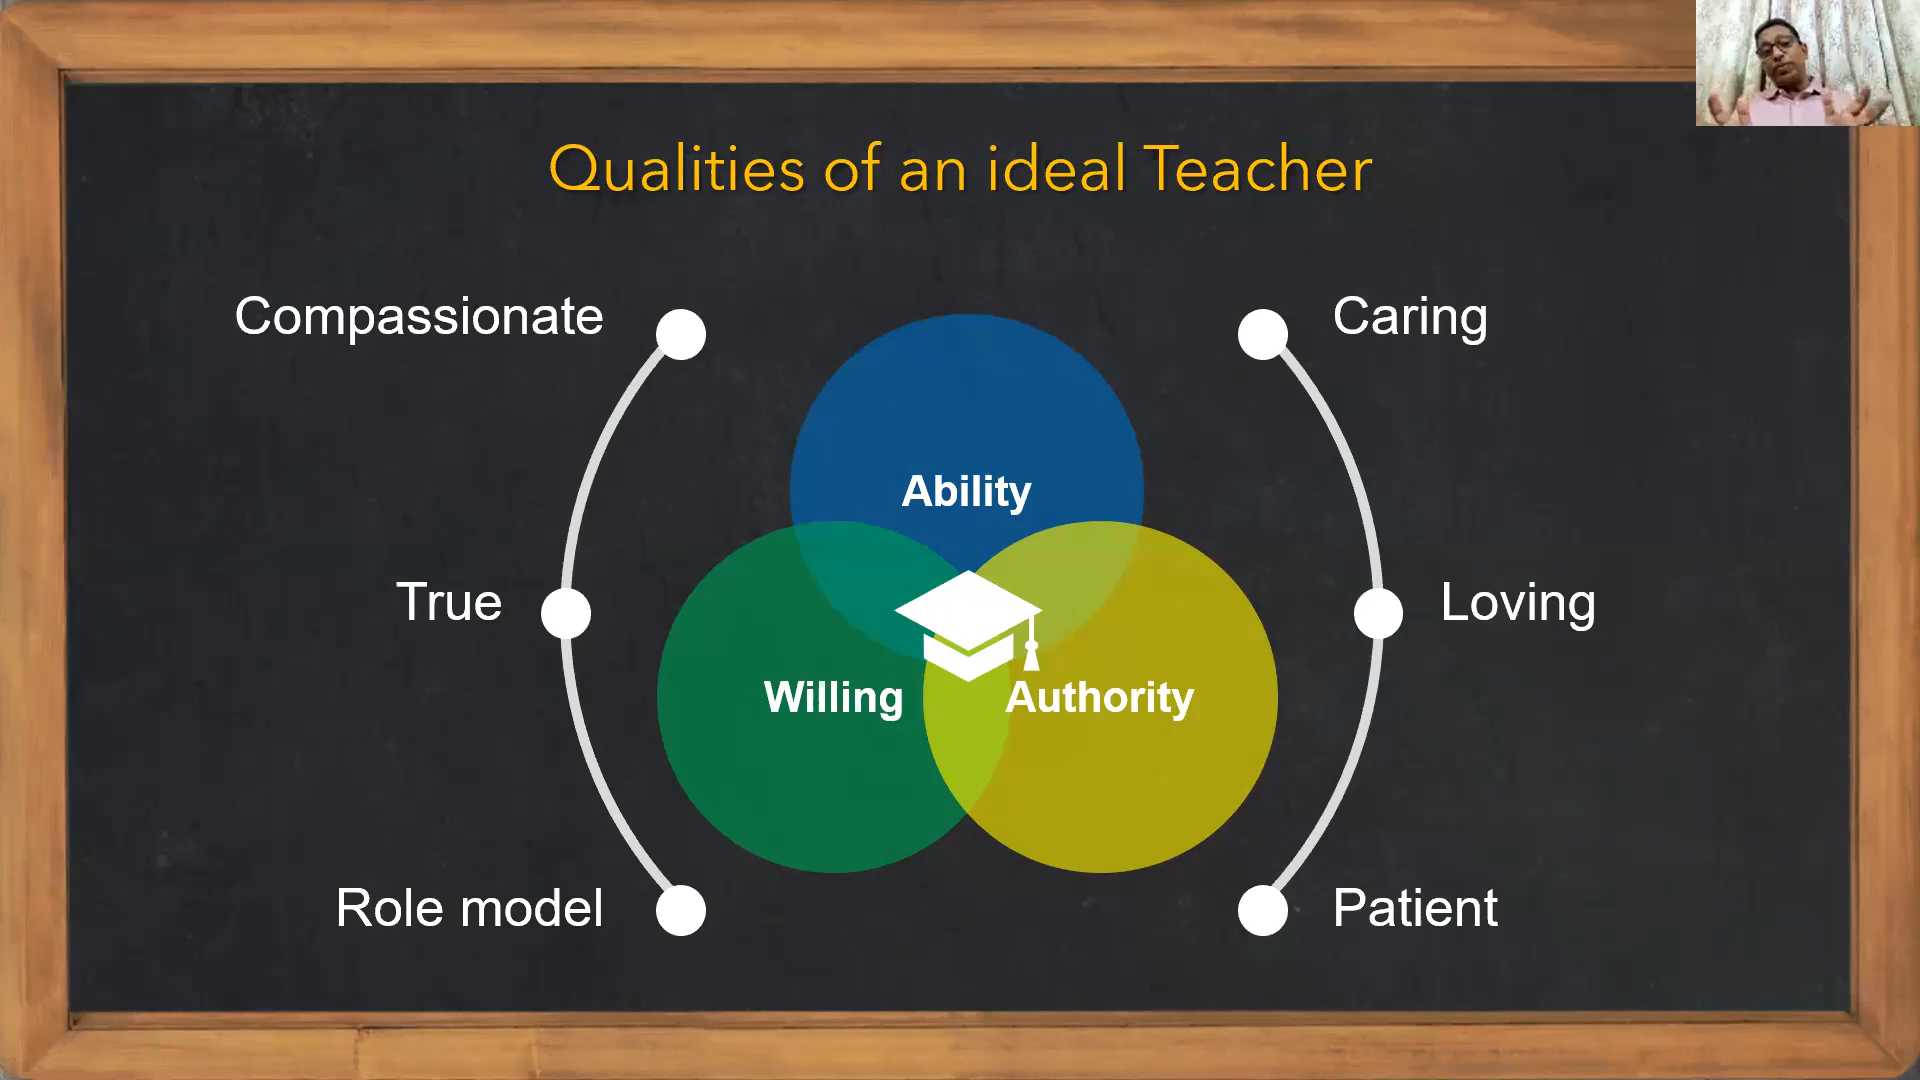 Qualities of an ideal Teacher
Compassionate
Caring
Ability
True
Loving
Willing
Authority
Role model
Patient